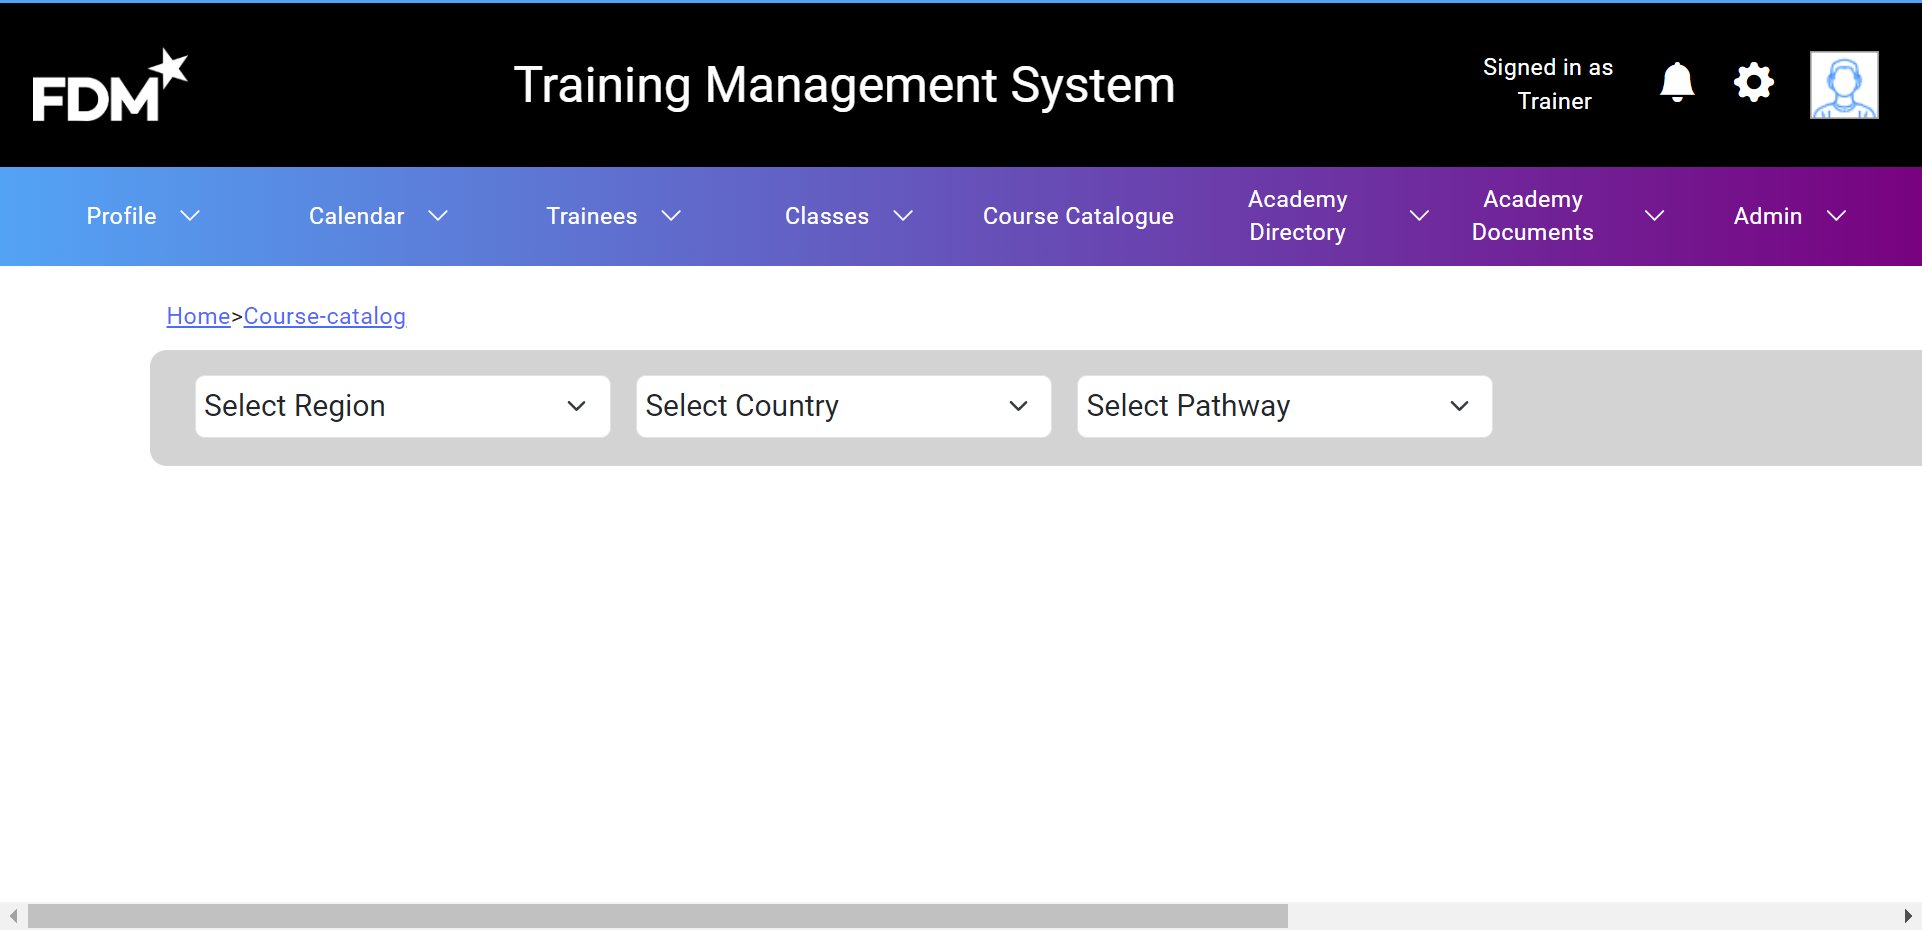 FDM
Training Management System
Signed in as
Trainer
Profile
Calendar
Trainees
Classes
Course Catalogue
Academy
Directory
Academy
Documents
Admin
Home>Course-catalog
Select Region
Select Country
Select Pathway